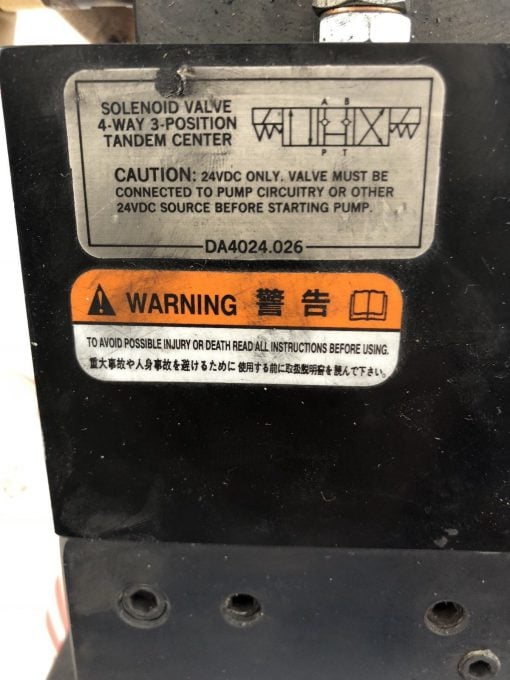 SOLENOID VALVE
4-WAY 3-POSITION
TANDEM CENTER
A B
P T
CAUTION: 24VDC ONLY. VALVE MUST BE
CONNECTED TO PUMP CIRCUITRY OR OTHER
24VDC SOURCE BEFORE STARTING PUMP.
DA4024.026
WARNING 警告
TO AVOID POSSIBLE INJURY OR DEATH READ ALL INSTRUCTIONS BEFORE USING.
重大事故や人身事故を避けるために 使用する前に取扱説明書を読んで下さい。